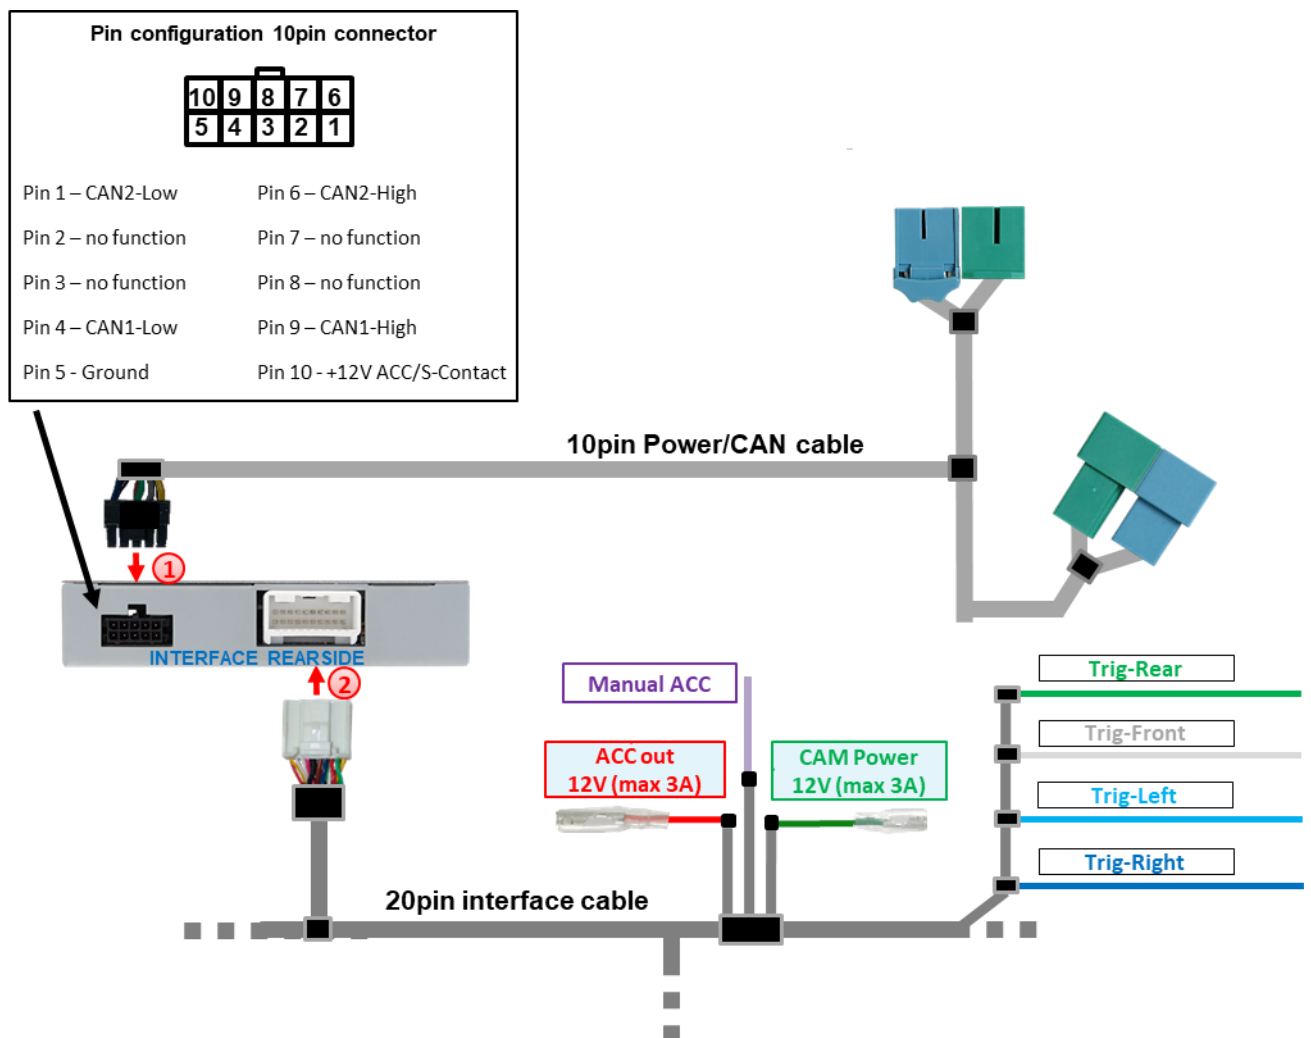 Pin configuration 10pin connector
10 9 8 7 6
5 4 3 2 1
Pin 1 – CAN2-Low
Pin 6 – CAN2-High
Pin 2 – no function
Pin 7 – no function
Pin 3 – no function
Pin 8 – no function
Pin 4 – CAN1-Low
Pin 9 – CAN1-High
Pin 5 - Ground
Pin 10 - +12V ACC/S-Contact
10pin Power/CAN cable
1
INTERFACE REARSIDE
2
Manual ACC
ACC out
12V (max 3A)
CAM Power
12V (max 3A)
Trig-Rear
Trig-Front
Trig-Left
Trig-Right
20pin interface cable